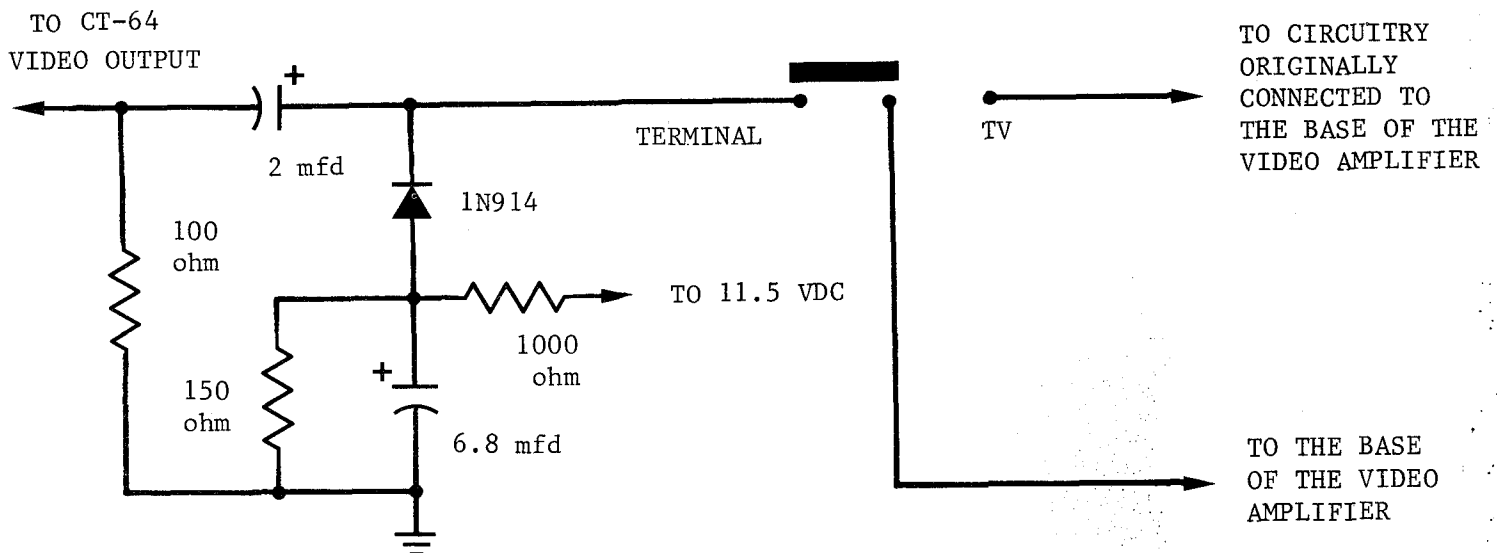 TO CT-64
VIDEO OUTPUT
+
2 mfd
TERMINAL
TV
TO CIRCUITRY
ORIGINALLY
CONNECTED TO
THE BASE OF THE
VIDEO AMPLIFIER
1N914
100
ohm
TO 11.5 VDC
1000
ohm
150
ohm
+
6.8 mfd
TO THE BASE
OF THE VIDEO
AMPLIFIER